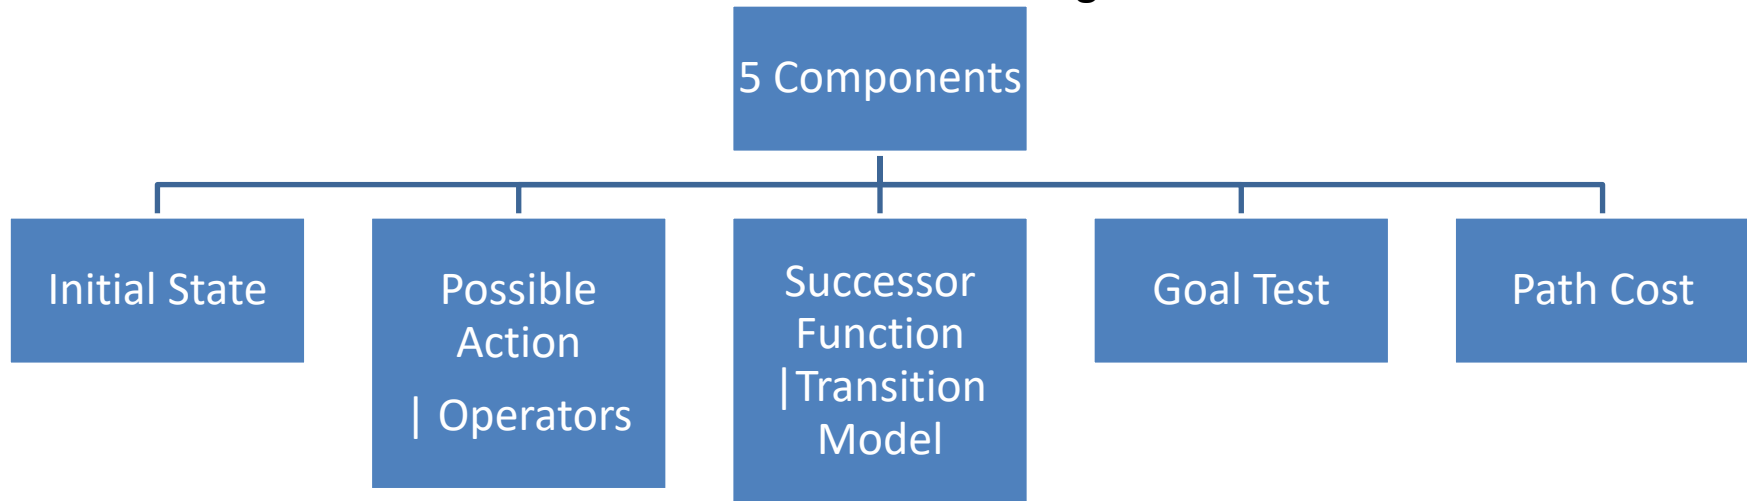 5 Components
Initial State
Possible
Action
| Operators
Successor
Function
|Transition
Model
Goal Test
Path Cost